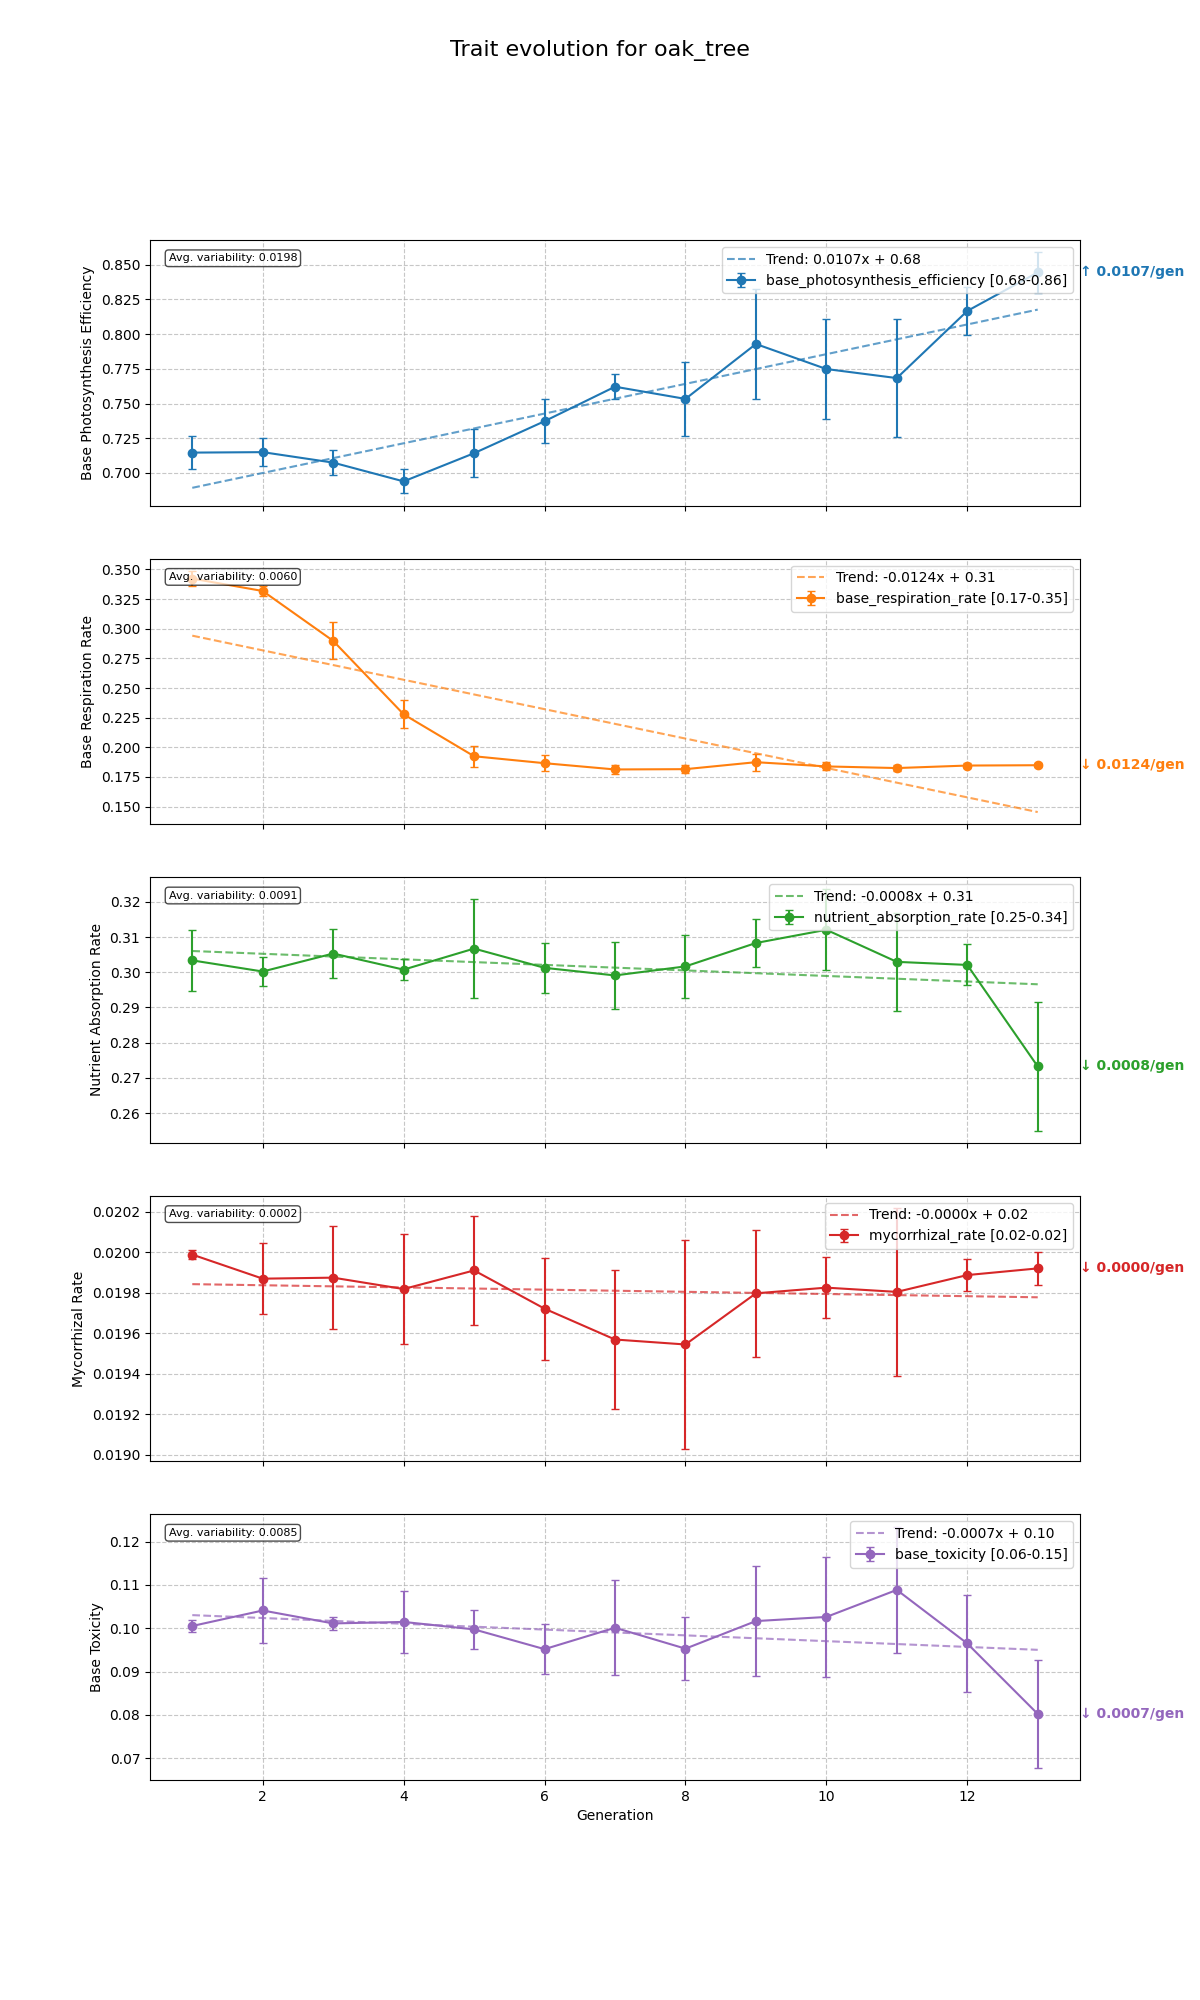 Trait evolution for oak_tree
Avg. variability: 0.0198
Trend: 0.0107x + 0.68
base_photosynthesis_efficiency [0.68-0.86]
↑ 0.0107/gen
Base Photosynthesis Efficiency
0.850
0.825
0.800
0.775
0.750
0.725
0.700
Avg. variability: 0.0060
Trend: -0.0124x + 0.31
base_respiration_rate [0.17-0.35]
↓ 0.0124/gen
Base Respiration Rate
0.350
0.325
0.300
0.275
0.250
0.225
0.200
0.175
0.150
Avg. variability: 0.0091
Trend: -0.0008x + 0.31
nutrient_absorption_rate [0.25-0.34]
↓ 0.0008/gen
Nutrient Absorption Rate
0.32
0.31
0.30
0.29
0.28
0.27
0.26
Avg. variability: 0.0002
Trend: -0.0000x + 0.02
mycorrhizal_rate [0.02-0.02]
↓ 0.0000/gen
Mycorrhizal Rate
0.0202
0.0200
0.0198
0.0196
0.0194
0.0192
0.0190
Avg. variability: 0.0085
Trend: -0.0007x + 0.10
base_toxicity [0.06-0.15]
↓ 0.0007/gen
Base Toxicity
0.12
0.11
0.10
0.09
0.08
0.07
2 4 6 8 10 12
Generation